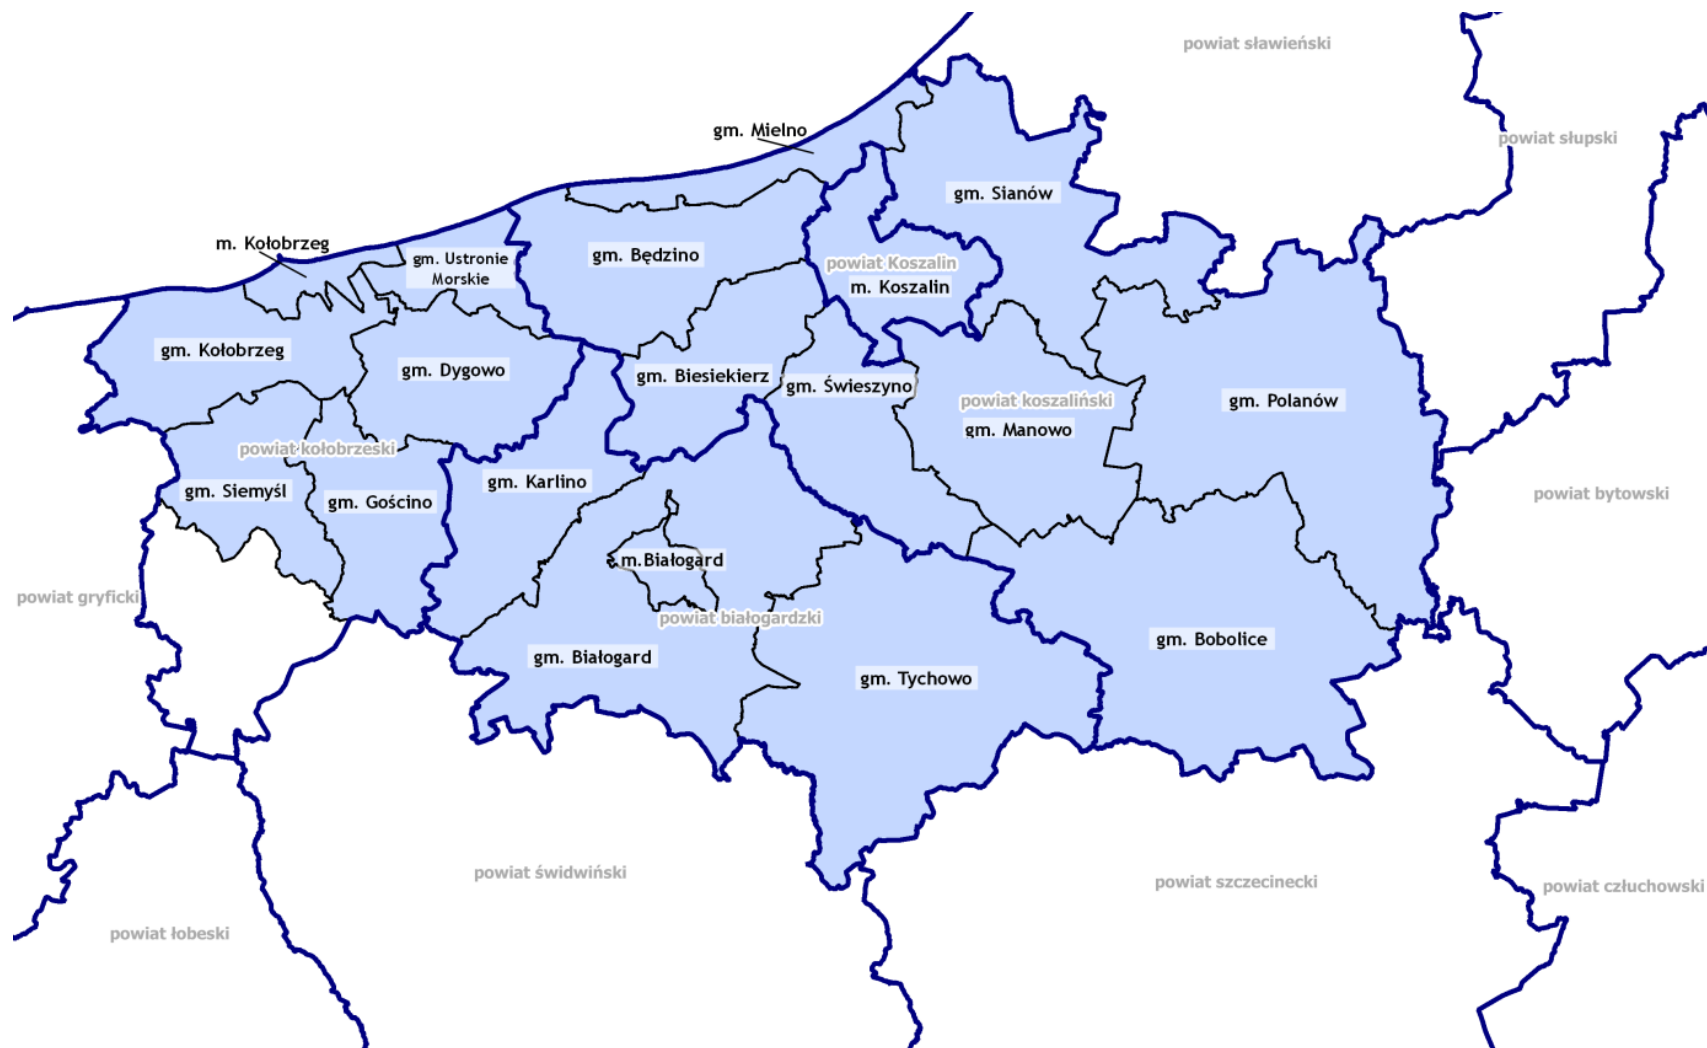 powiat sławieński
gm. Mielno
powiat słupski
gm. Sianów
m. Kołobrzeg
gm. Ustronie
Morskie
gm. Będzino
powiat Koszalin
m. Koszalin
gm. Kołobrzeg
gm. Dygowo
gm. Biesiekierz
gm. Świeszyno
powiat koszaliński
gm. Manowo
gm. Polanów
powiat kołobrzeski
gm. Siemyśl
gm. Gościno
gm. Karlino
powiat bytowski
m.Białogard
powiat gryficki
powiat białogardzki
gm. Białogard
gm. Tychowo
gm. Bobolice
powiat świdwiński
powiat szczecinecki
powiat człuchowski
powiat łobeski